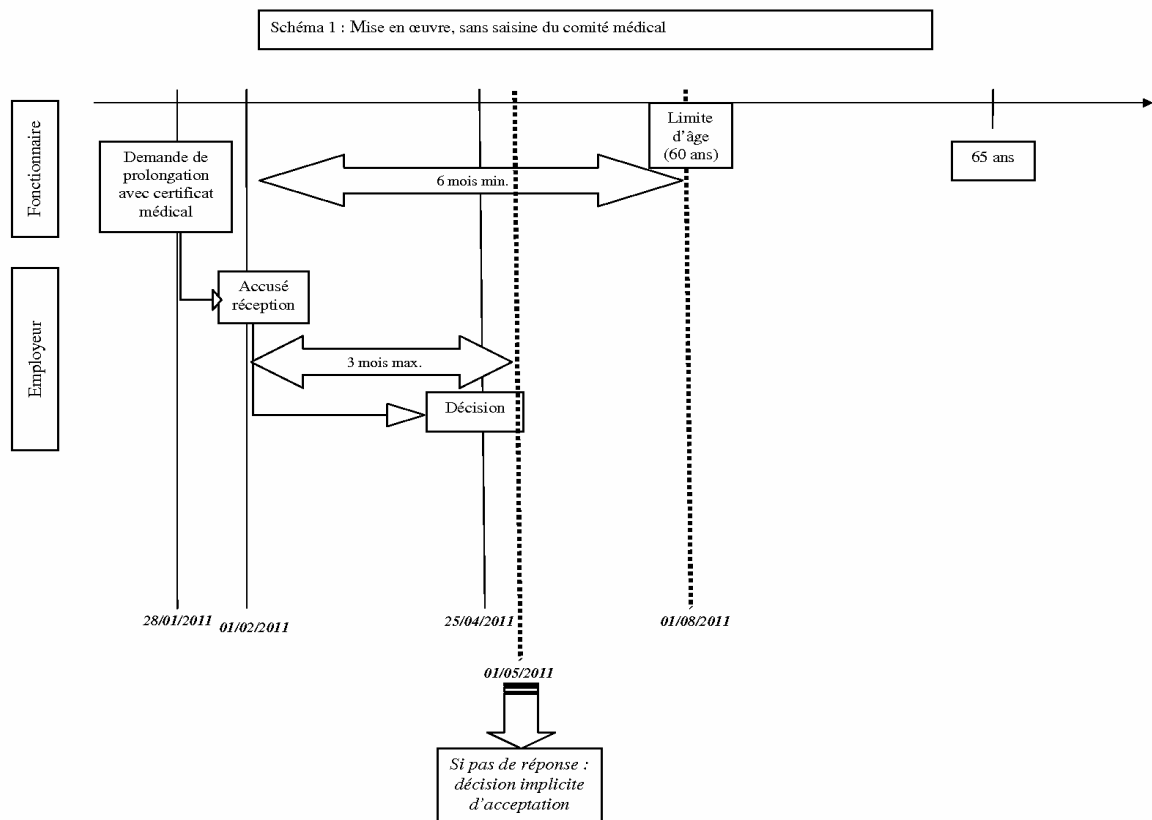 Schéma 1 : Mise en œuvre, sans saisine du comité médical
Fonctionnaire
Demande de
prolongation
avec certificat
médical
6 mois min.
Limite
d'âge
(60 ans)
65 ans
Employeur
Accusé
réception
3 mois max.
Décision
28/01/2011
01/02/2011
25/04/2011
01/08/2011
01/05/2011
Si pas de réponse :
décision implicite
d'acceptation